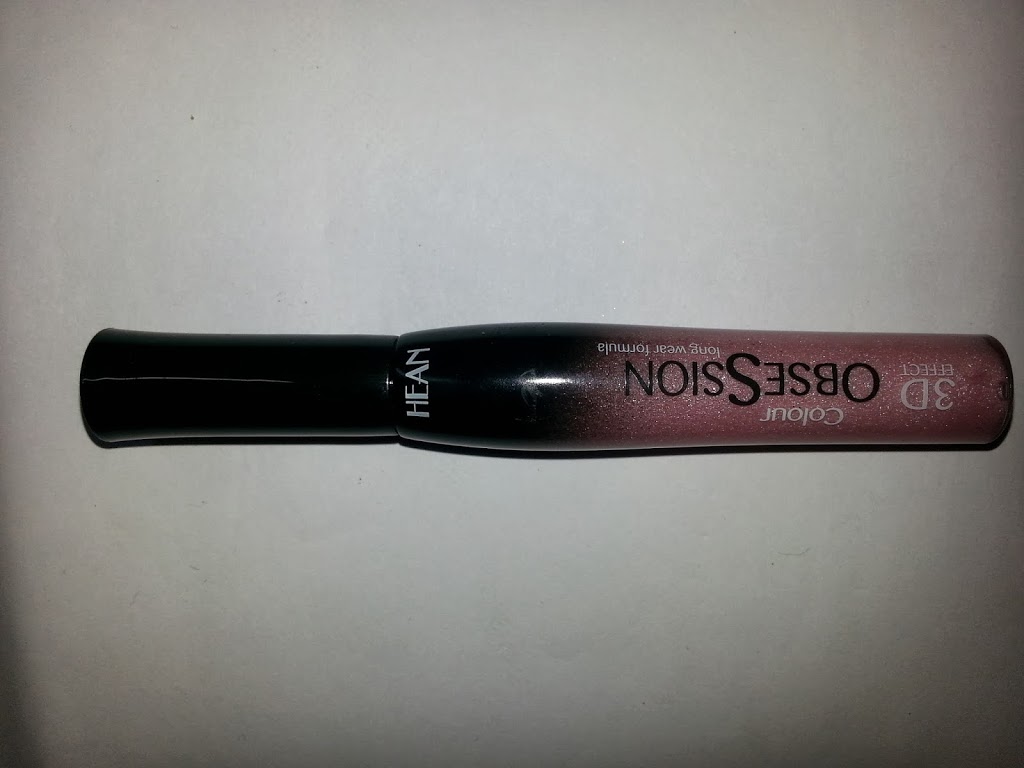 3D
EFFECT
Colour
OBSESSION
long wear formula
HEAN